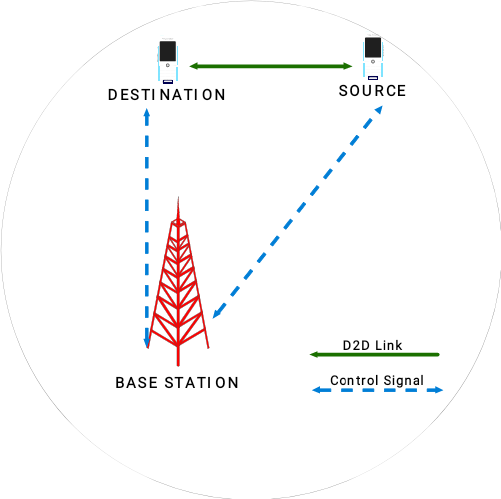 DESTINATION
SOURCE
BASE STATION
D2D Link
Control Signal